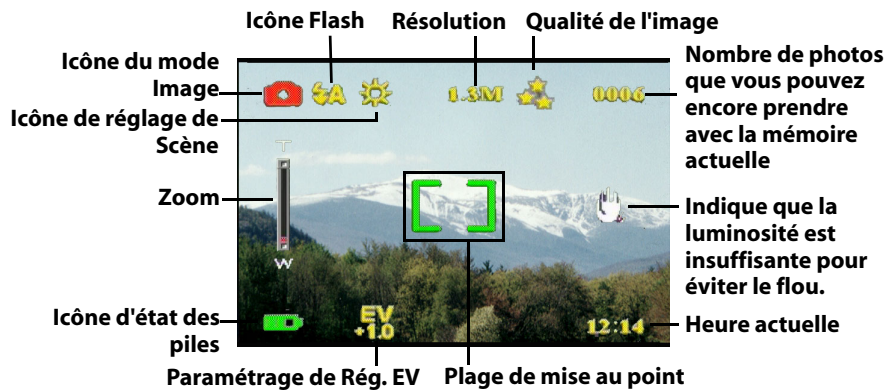 Icône Flash
Résolution
Qualité de l'image
Icône du mode
Image
Icône de réglage de
Scène
Zoom
Icône d'état des
piles
Paramétrage de Rég. EV
Plage de mise au point
Nombre de photos
que vous pouvez
encore prendre
avec la mémoire
actuelle
Indique que la
luminosité est
insuffisante pour
éviter le flou.
Heure actuelle
A
1.3M
0006
T
W
EV
+1.0
12:14